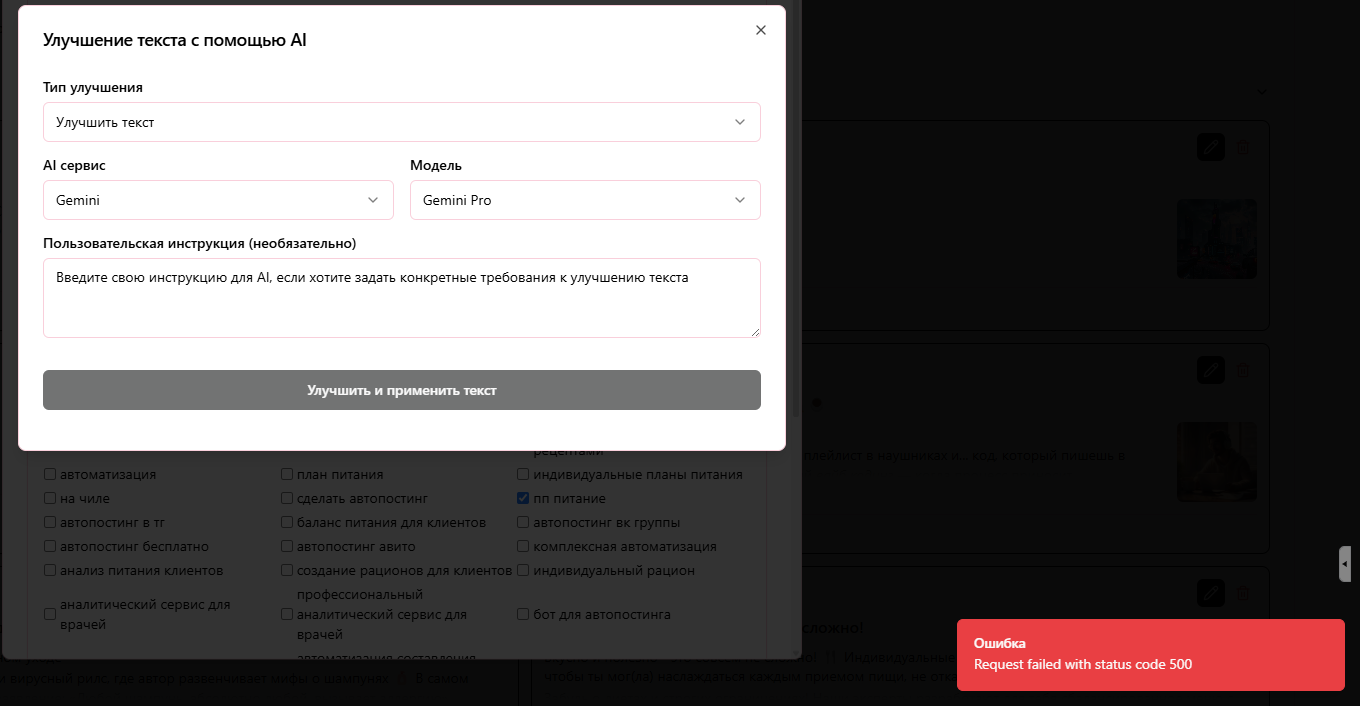 Улучшение текста с помощью AI
Тип улучшения
Улучшить текст
AI сервис
Модель
Gemini
Gemini Pro
Пользовательская инструкция (необязательно)
Введите свою инструкцию для AI, если хотите задать конкретные требования к улучшению текста
Улучшить и применить текст
рецептами
автоматизация
план питания
индивидуальные планы питания
на чиле
сделать автопостинг
пп питание
автопостинг в тг
баланс питания для клиентов
автопостинг вк группы
автопостинг бесплатно
автопостинг авито
комплексная автоматизация
анализ питания клиентов
создание рационов для клиентов
индивидуальный рацион
аналитический сервис для
врачей
профессиональный
аналитический сервис для
врачей
бот для автопостинга
автоматизация составления
плейлист в наушниках и... код, который пишешь в
сложно!
Индивидуальные
чтобы ты мог(ла) наслаждаться каждым приемом пищи, не отка
и вирусный рилс, где автор развенчивает мифы о шампунях
В самом
Ошибка
Request failed with status code 500